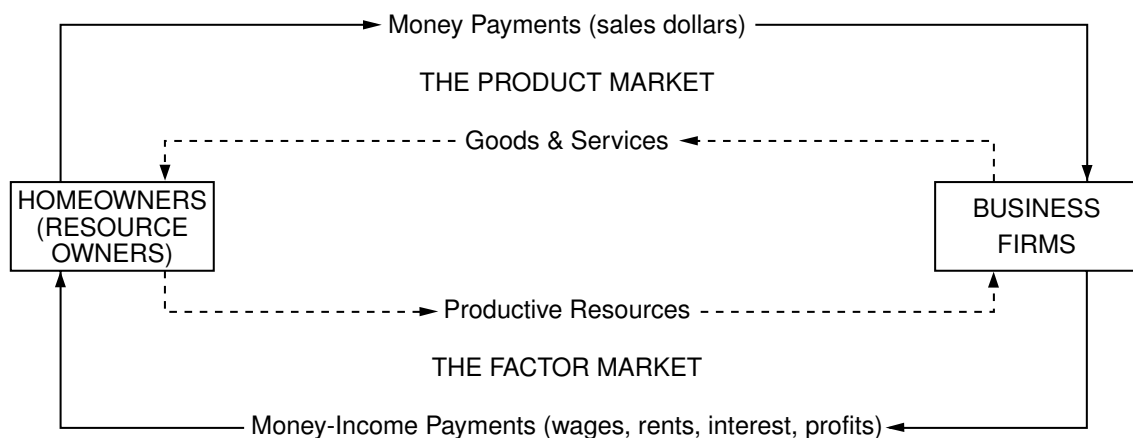 Money Payments (sales dollars)
THE PRODUCT MARKET
Goods & Services
HOMEOWNERS
(RESOURCE
OWNERS)
BUSINESS
FIRMS
Productive Resources
THE FACTOR MARKET
Money-Income Payments (wages, rents, interest, profits)